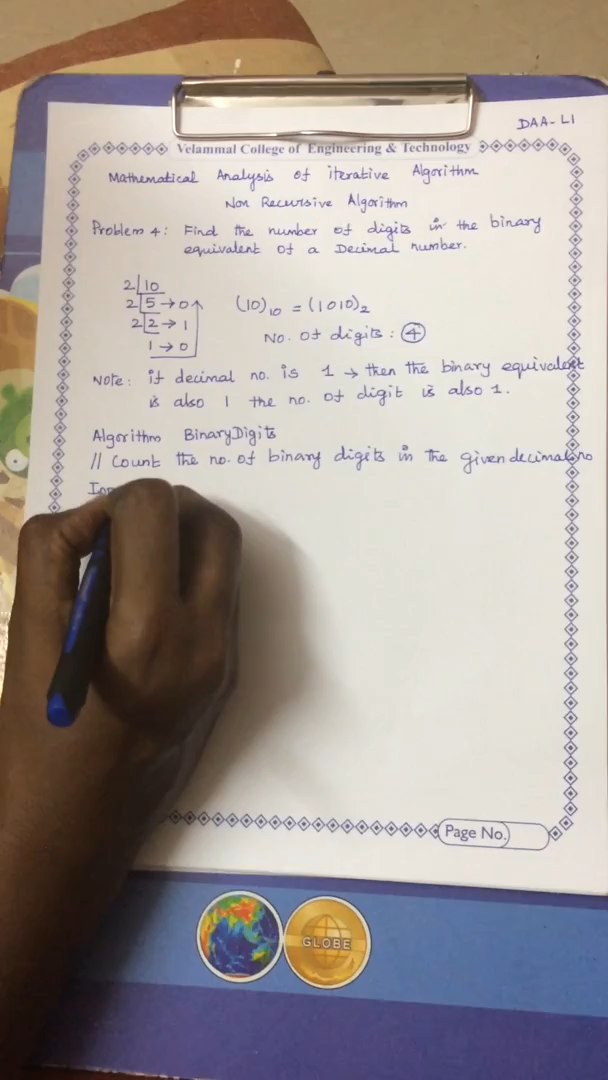 DAA-L1
Velammal College of Engineering & Technology
Mathematical Analysis of iterative Algorithm
Non Recursive Algorithm
Problem 4: Find the number of digits in the binary
equivalent of a Decimal number.
2 10
2 5 → 0
2 2 → 1
1 → 0
(10)₁₀ = (1010)₂
No. of digits: 4
Note: if decimal no. is 1 → then the binary equivalent
is also 1 the no. of digit is also 1.
Algorithm BinaryDigits
// Count the no. of binary digits in the given decimal no
Page No.
GLOBE